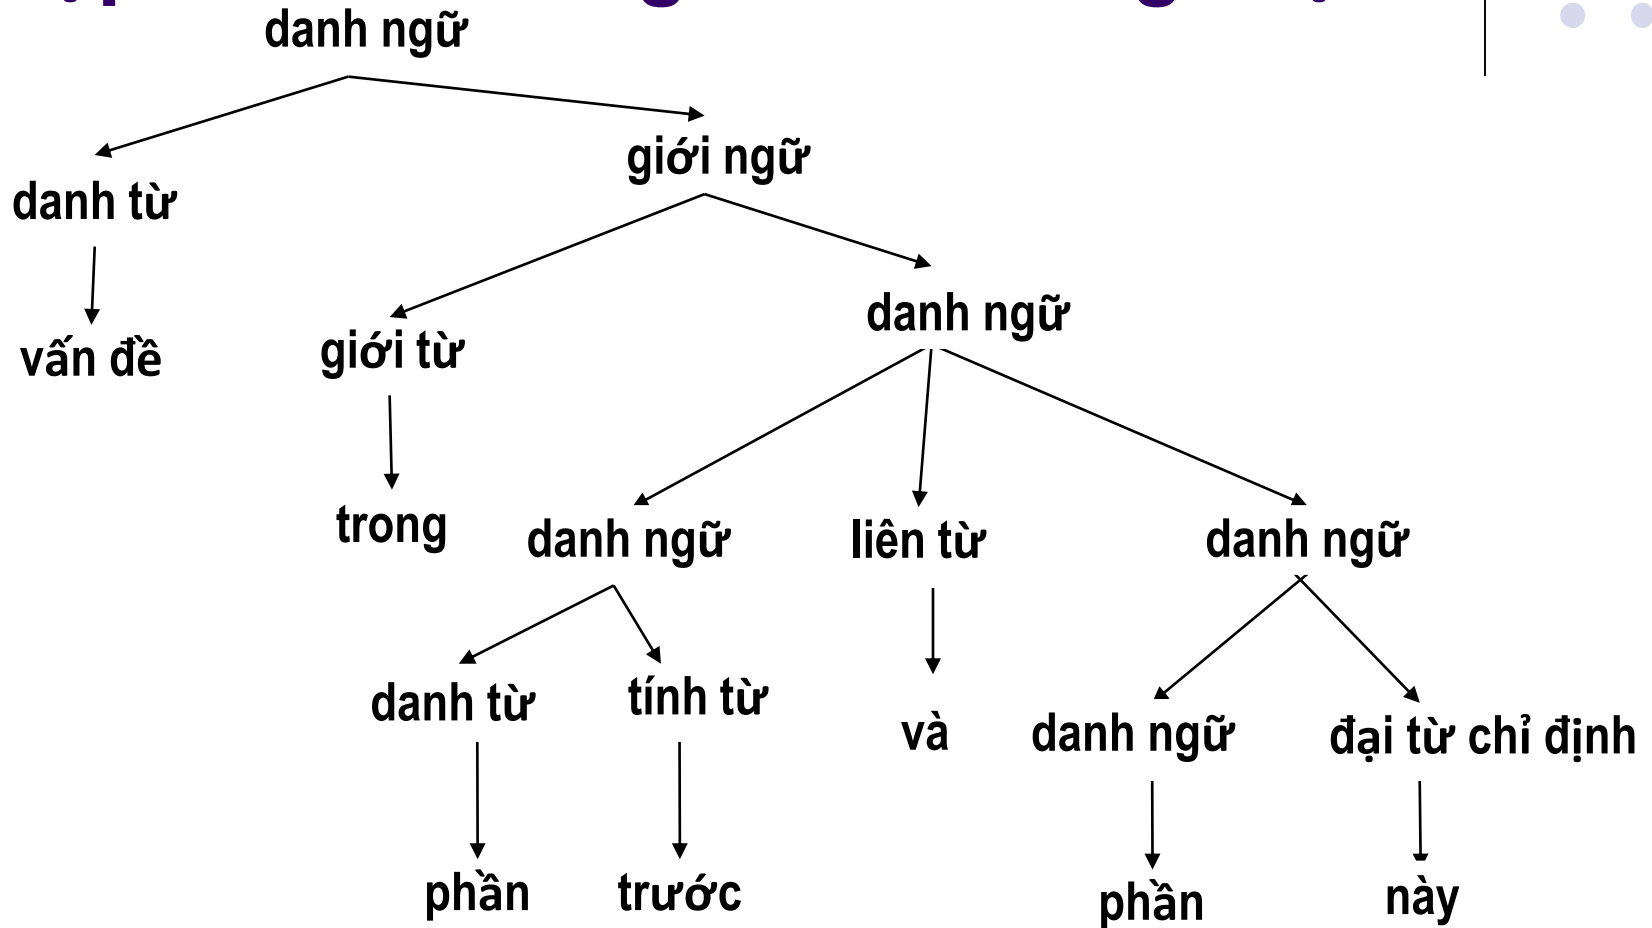 danh ngữ
giới ngữ
danh từ
danh ngữ
vấn đề
giới từ
trong
danh ngữ
liên từ
danh ngữ
danh từ
tính từ
và
danh ngữ
đại từ chỉ định
phần
trước
phần
này